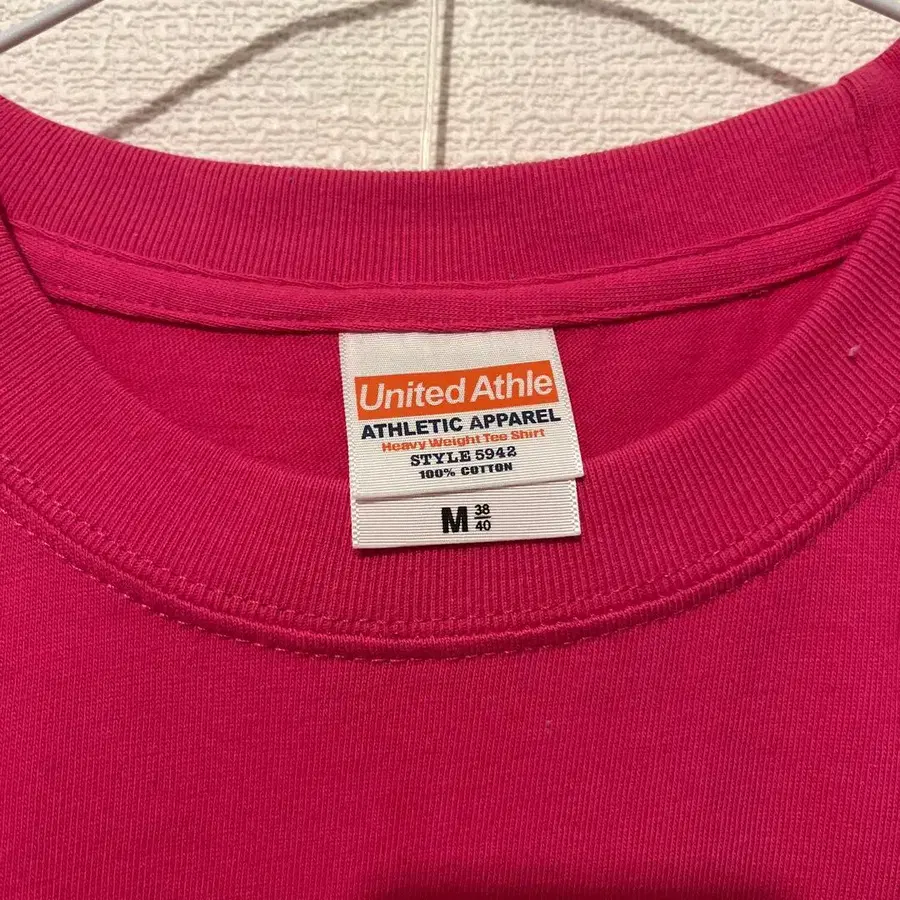 United Athle
ATHLETIC APPAREL
Heavy Weight Tee Shirt
STYLE 5942
100% COTTON
M 38/40